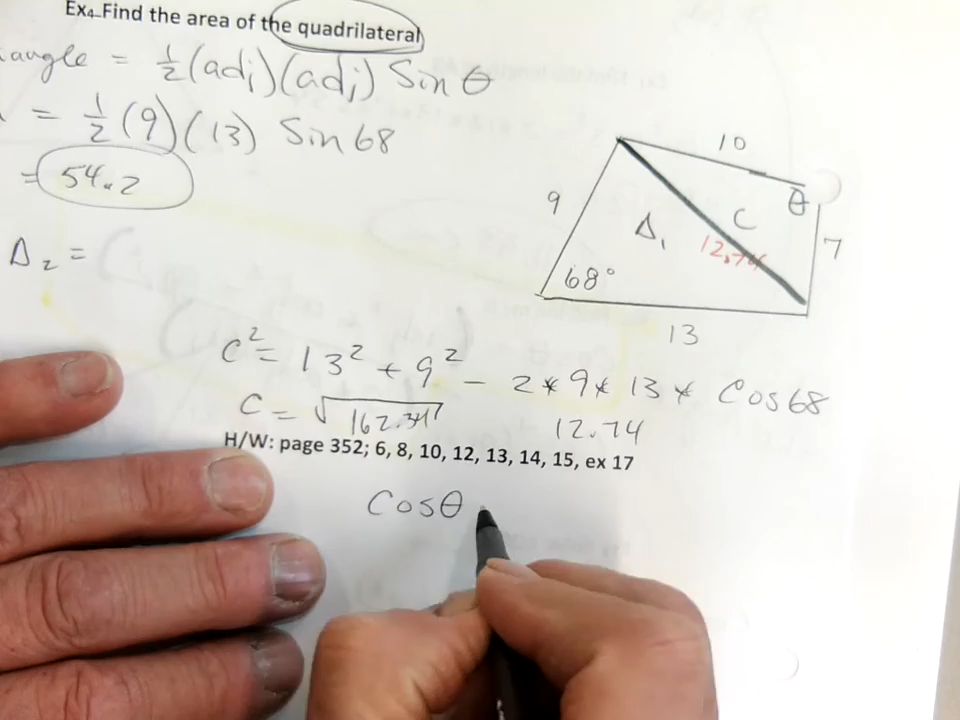 Ex4 Find the area of the quadrilateral
angle = ½ (adj) (adj) Sin θ
= ½ (9) (13) Sin 68
= 54.2
Δ₂ =
10
θ
9
Δ₁
C
12.74
7
68°
13
C² = 13² + 9² - 2 * 9 * 13 * Cos 68
C = √162.347
12.74
H/W: page 352; 6, 8, 10, 12, 13, 14, 15, ex 17
Cosθ